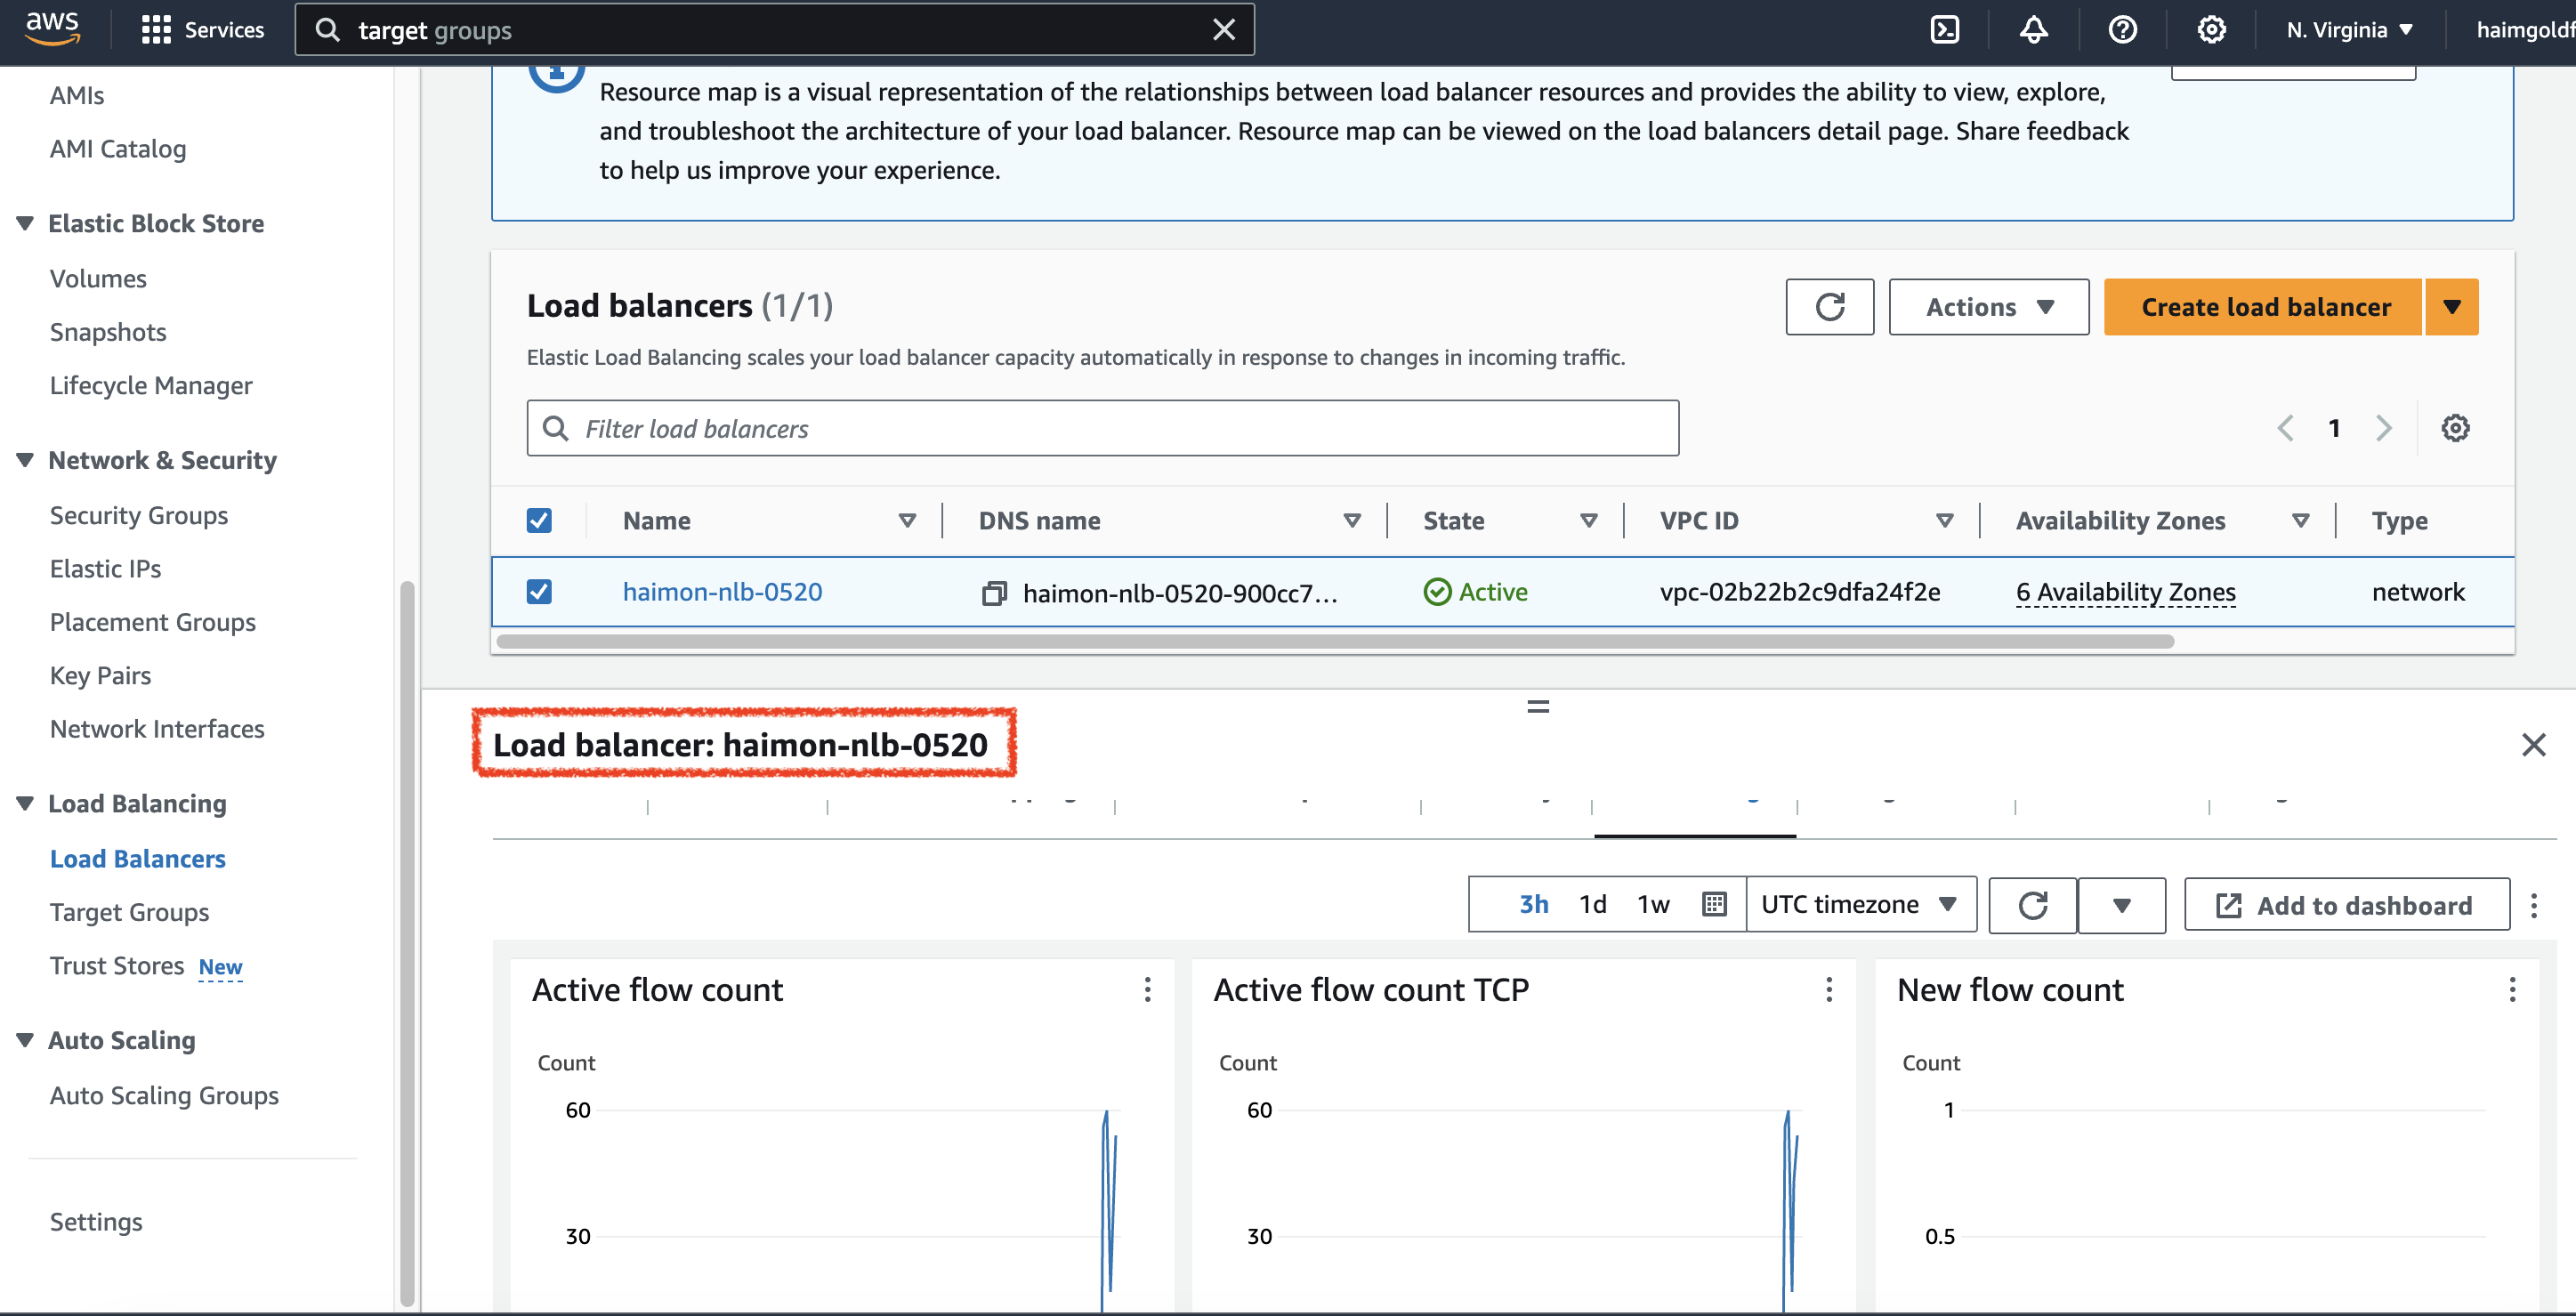 aws
Services
target groups
N. Virginia
haimgoldf
AMIs
AMI Catalog
Elastic Block Store
Volumes
Snapshots
Lifecycle Manager
Network & Security
Security Groups
Elastic IPs
Placement Groups
Key Pairs
Network Interfaces
Load Balancing
Load Balancers
Target Groups
Trust Stores New
Auto Scaling
Auto Scaling Groups
Settings
Resource map is a visual representation of the relationships between load balancer resources and provides the ability to view, explore,
and troubleshoot the architecture of your load balancer. Resource map can be viewed on the load balancers detail page. Share feedback
to help us improve your experience.
Load balancers (1/1)
Actions
Create load balancer
Elastic Load Balancing scales your load balancer capacity automatically in response to changes in incoming traffic.
Filter load balancers
1
Name DNS name State VPC ID Availability Zones Type
haimon-nlb-0520 haimon-nlb-0520-900cc7... Active vpc-02b22b2c9dfa24f2e 6 Availability Zones network
Load balancer: haimon-nlb-0520
3h 1d 1w UTC timezone Add to dashboard
Active flow count
Count
60
30
Active flow count TCP
Count
60
30
New flow count
Count
1
0.5